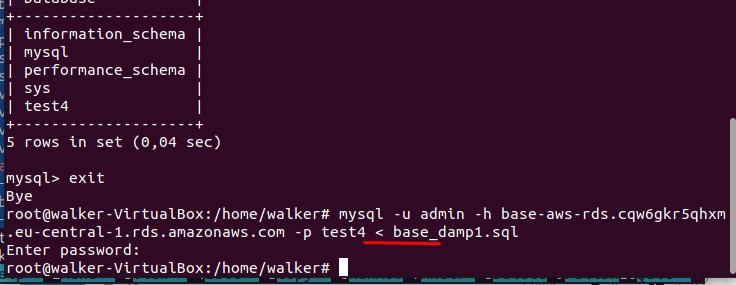 | Database           |
+--------------------+
| information_schema |
| mysql              |
| performance_schema |
| sys                |
| test4              |
+--------------------+
5 rows in set (0,04 sec)
mysql> exit
Bye
root@walker-VirtualBox:/home/walker# mysql -u admin -h base-aws-rds.cqw6gkr5qhxm
.eu-central-1.rds.amazonaws.com -p test4 < base_damp1.sql
Enter password:
root@walker-VirtualBox:/home/walker#